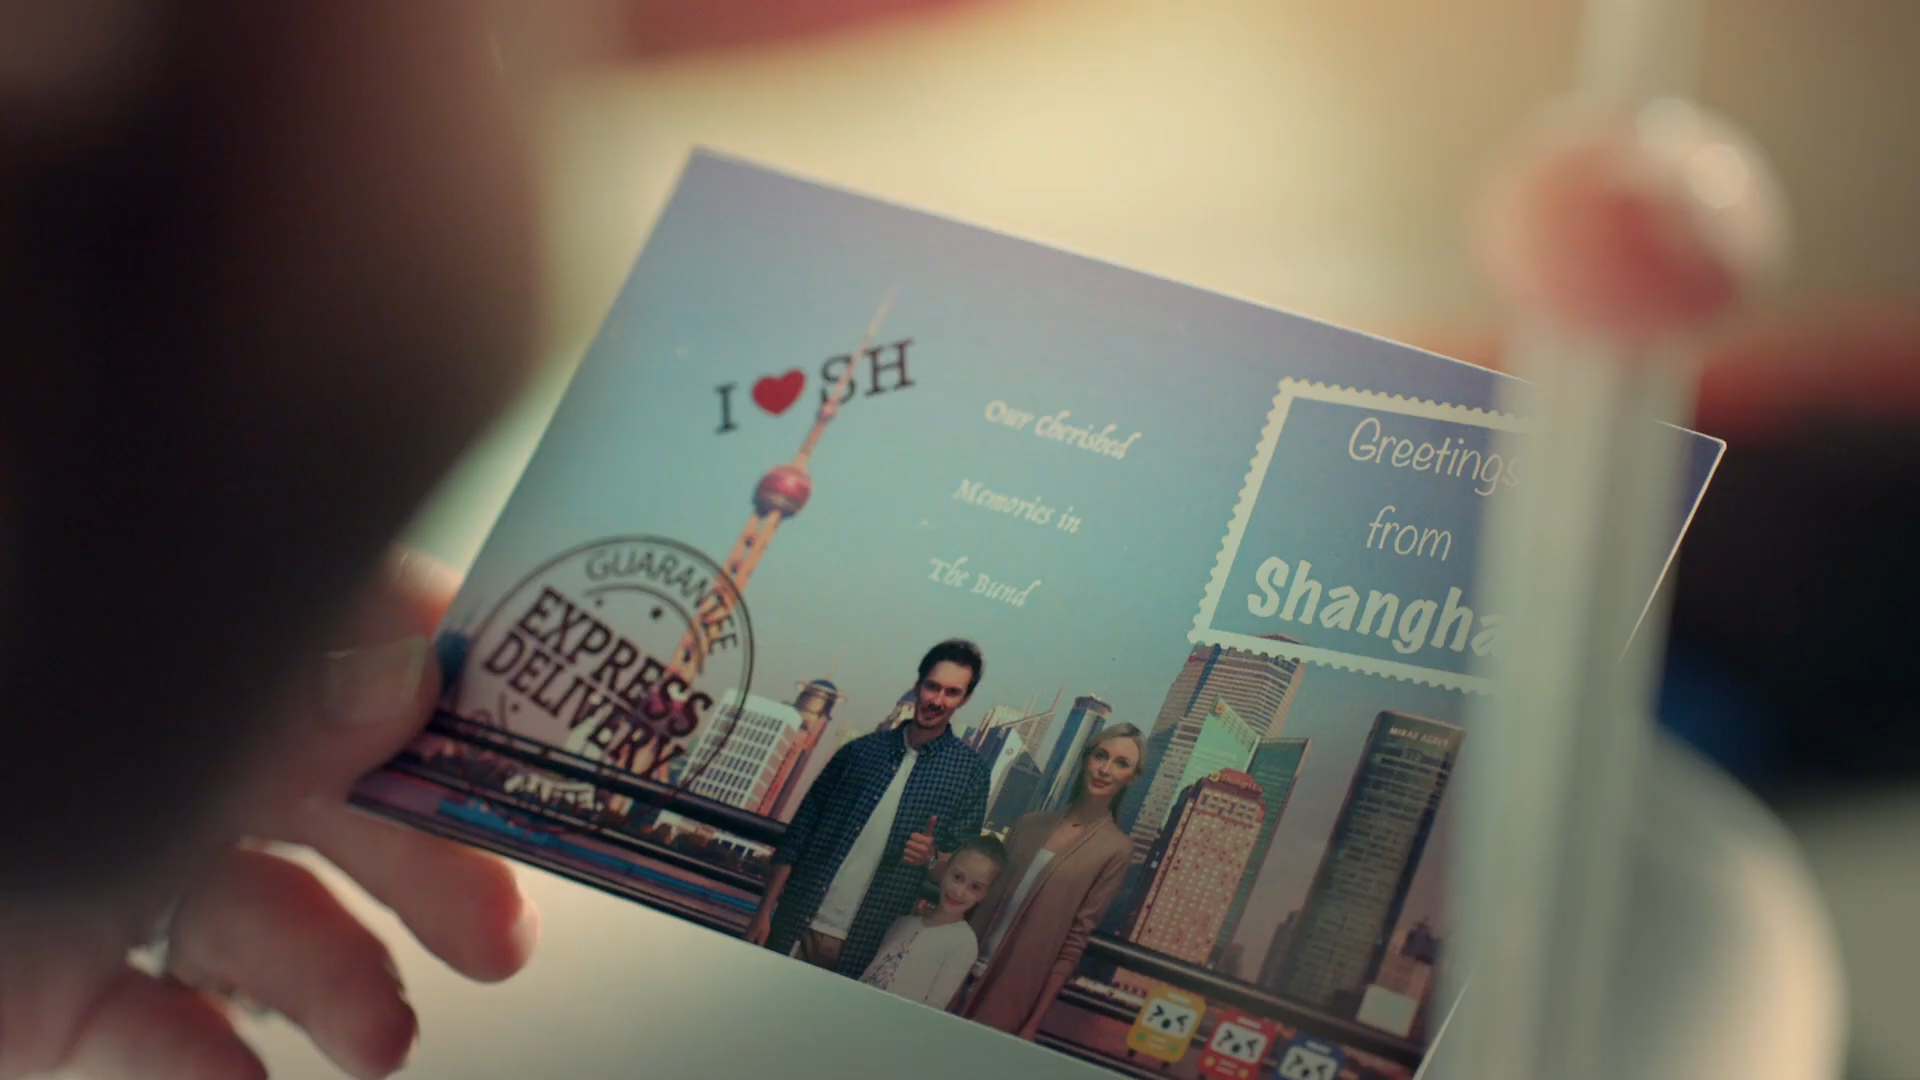 I ❤ SH
Our Cherished
Memories in
The Bund
Greetings
from
Shangha
GUARANTEE
EXPRESS
DELIVERY